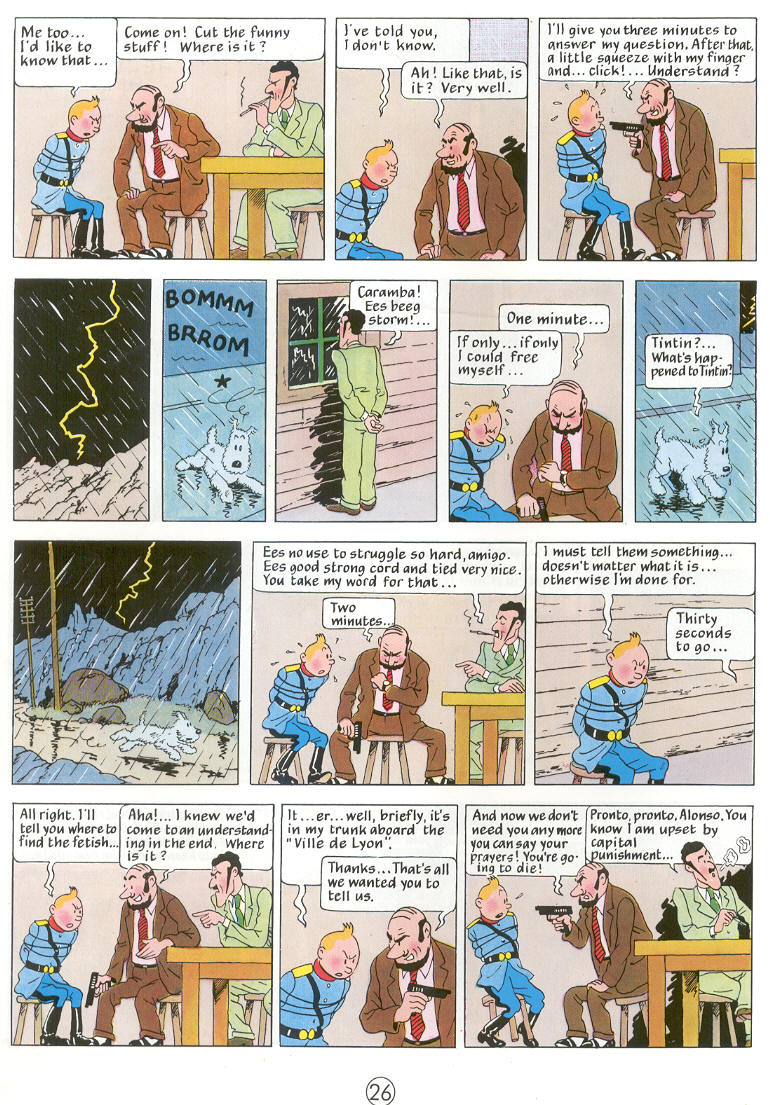 Me too...
I'd like to
know that...
Come on! Cut the funny
stuff! Where is it?
I've told you,
I don't know.
Ah! Like that, is
it? Very well.
I'll give you three minutes to
answer my question. After that,
a little squeeze with my finger
and... click!... Understand?
BOMMM
BRROM
Caramba!
Ees beeg
storm!...
One minute...
If only... if only
I could free
myself...
Tintin?...
What's hap-
pened to Tintin?
Ees no use to struggle so hard, amigo.
Ees good strong cord and tied very nice.
You take my word for that...
Two
minutes...
I must tell them something...
doesn't matter what it is...
otherwise I'm done for.
Thirty
seconds
to go...
All right. I'll
tell you where to
find the fetish...
Aha!... I knew we'd
come to an understand-
ing in the end. Where
is it?
It...er... well, briefly, it's
in my trunk aboard the
"Ville de Lyon".
Thanks... That's all
we wanted you to
tell us.
And now we don't
need you any more
you can say your
prayers! You're go-
ing to die!
Pronto, pronto, Alonso. You
know I am upset by
capital
punishment...
26